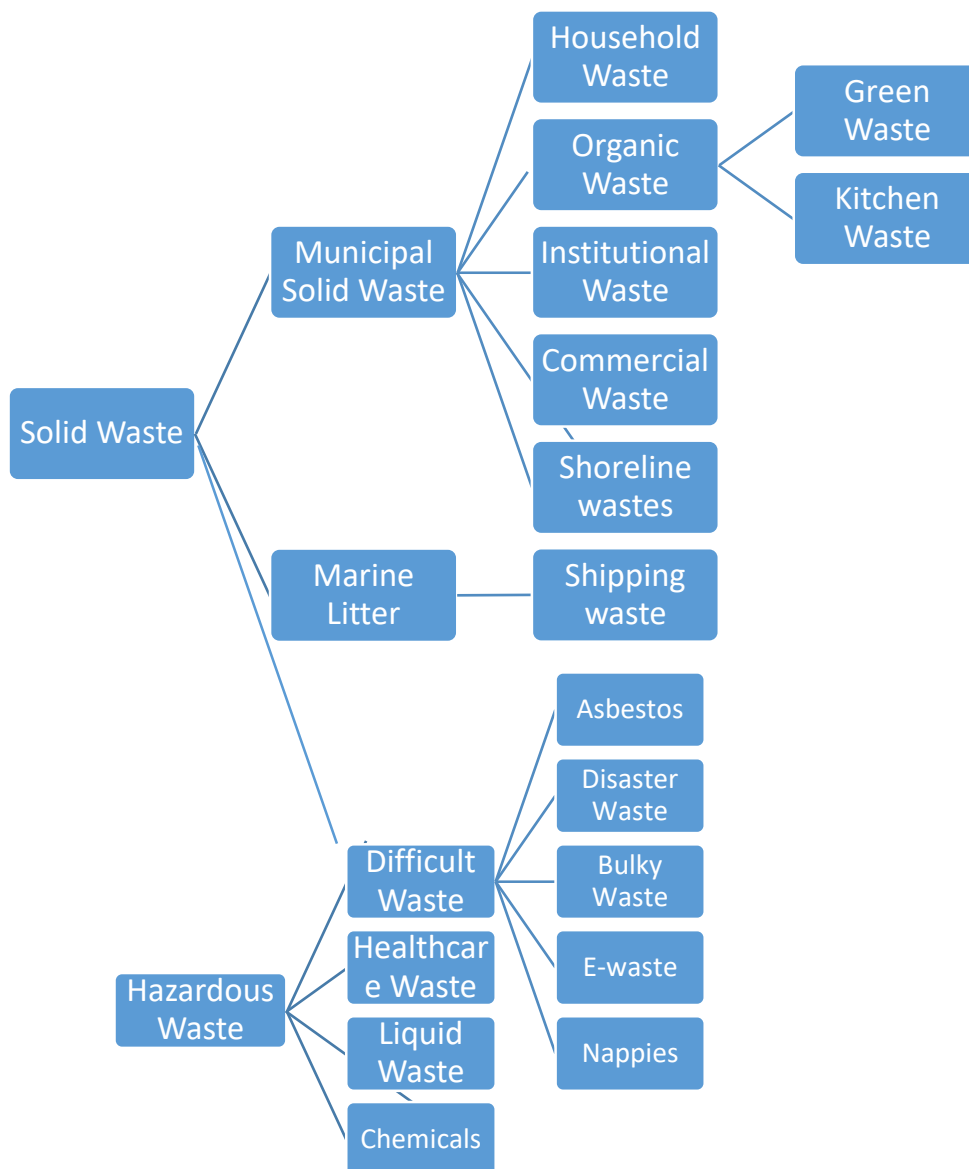 Household
Waste
Green
Waste
Organic
Waste
Kitchen
Waste
Municipal
Solid Waste
Institutional
Waste
Commercial
Waste
Solid Waste
Shoreline
wastes
Marine
Litter
Shipping
waste
Asbestos
Disaster
Waste
Difficult
Waste
Bulky
Waste
Healthcar
e Waste
E-waste
Hazardous
Waste
Liquid
Waste
Nappies
Chemicals